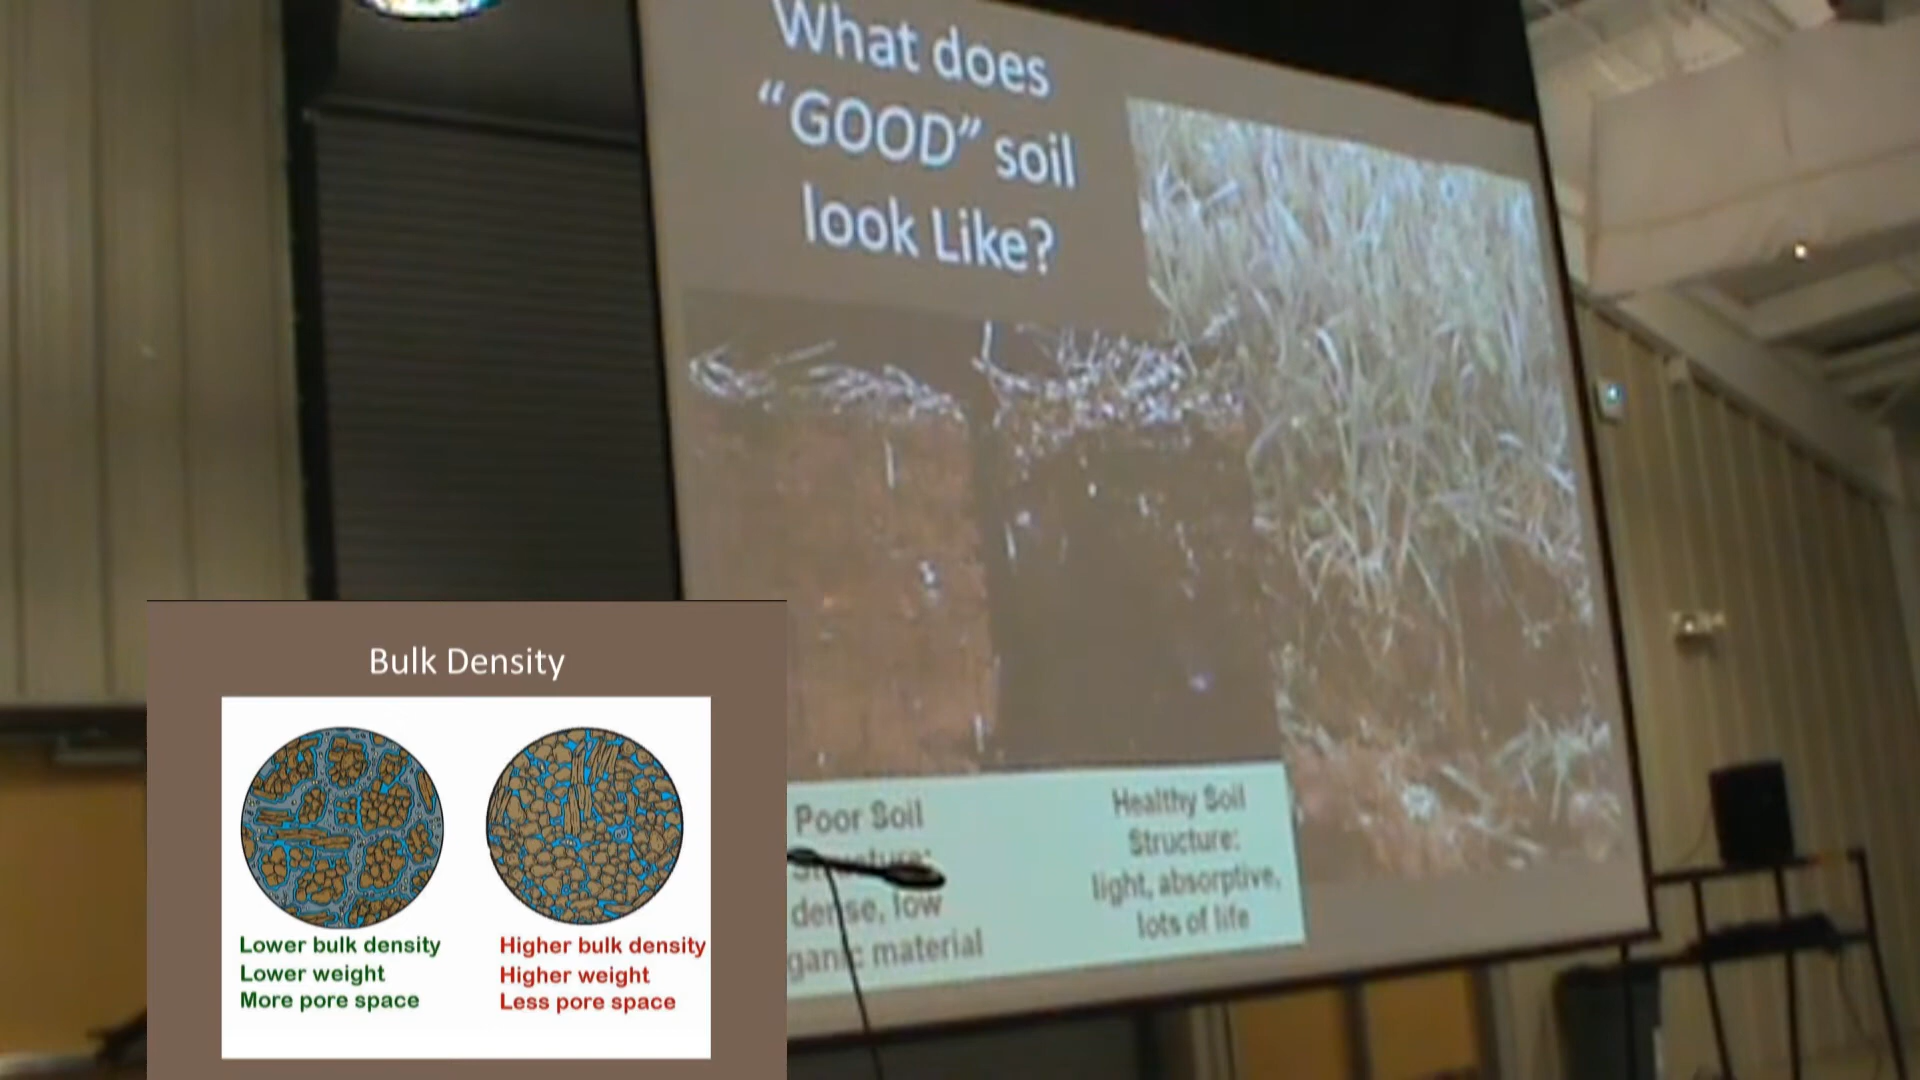 What does
“GOOD” soil
look Like?
Poor Soil
dense, low
material
Healthy Soil
Structure:
light, absorptive,
lots of life
Bulk Density
Lower bulk density
Lower weight
More pore space
Higher bulk density
Higher weight
Less pore space